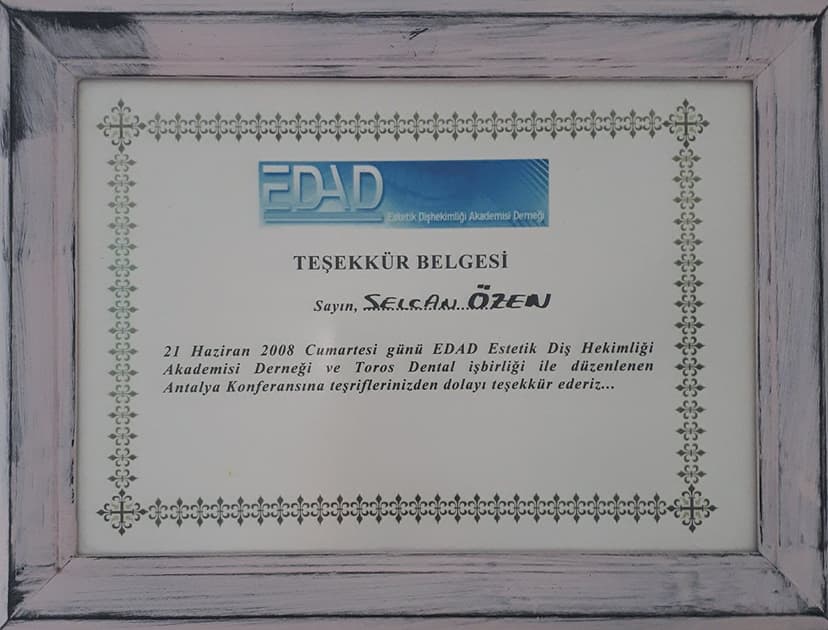 EDAD
Estetik Dişhekimliği Akademisi Derneği
TEŞEKKÜR BELGESİ
Sayın, SELCAN ÖZEN
21 Haziran 2008 Cumartesi günü EDAD Estetik Diş Hekimliği
Akademisi Derneği ve Toros Dental işbirliği ile düzenlenen
Antalya Konferansına teşriflerinizden dolayı teşekkür ederiz...